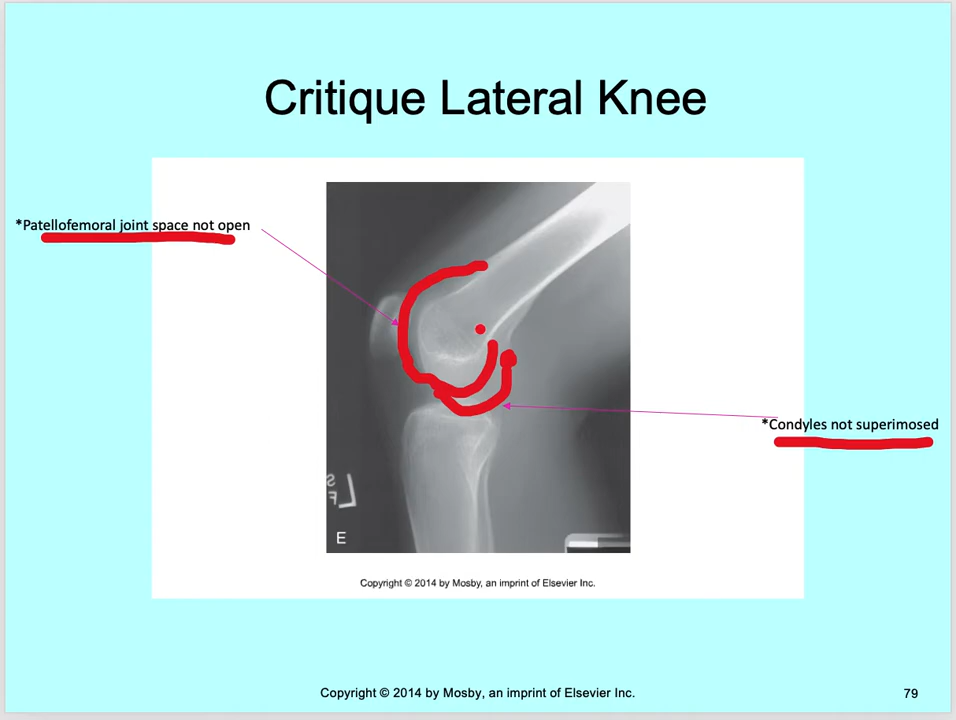 Critique Lateral Knee
*Patellofemoral joint space not open
*Condyles not superimosed
L
E
Copyright © 2014 by Mosby, an imprint of Elsevier Inc.
Copyright © 2014 by Mosby, an imprint of Elsevier Inc.
79